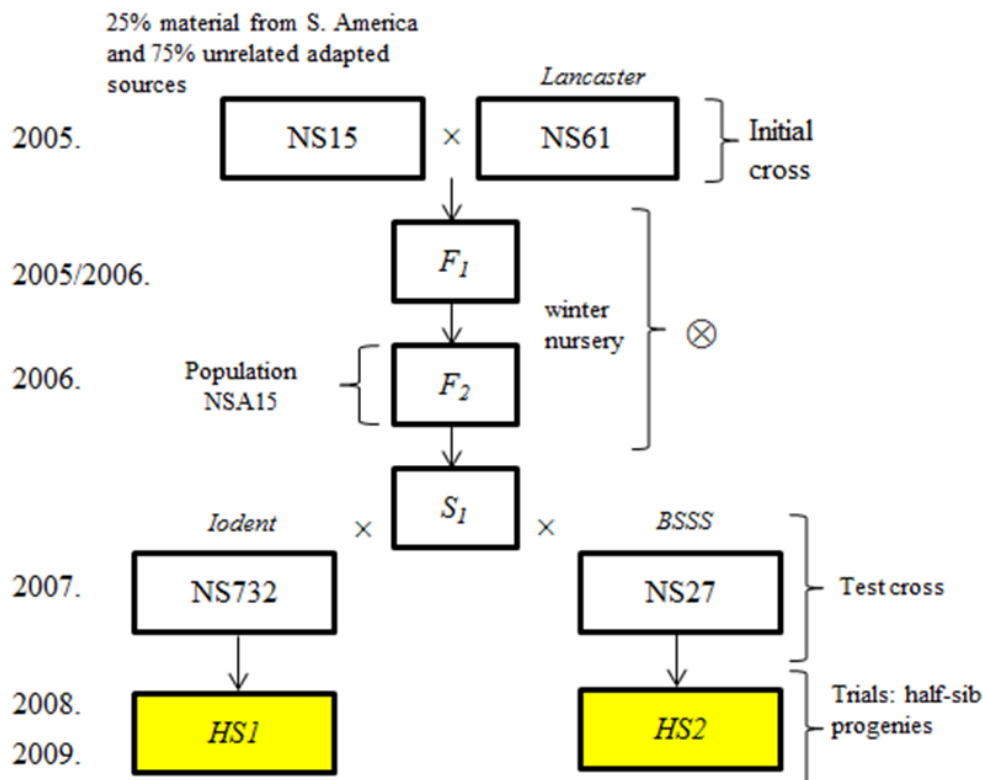 25% material from S. America
and 75% unrelated adapted
sources
Lancaster
2005.
NS15
×
NS61
Initial
cross
2005/2006.
F1
winter
nursery
⊗
2006.
Population
NSA15
F2
S1
Iodent
×
×
BSSS
2007.
NS732
NS27
Test cross
2008.
2009.
HS1
HS2
Trials: half-sib
progenies